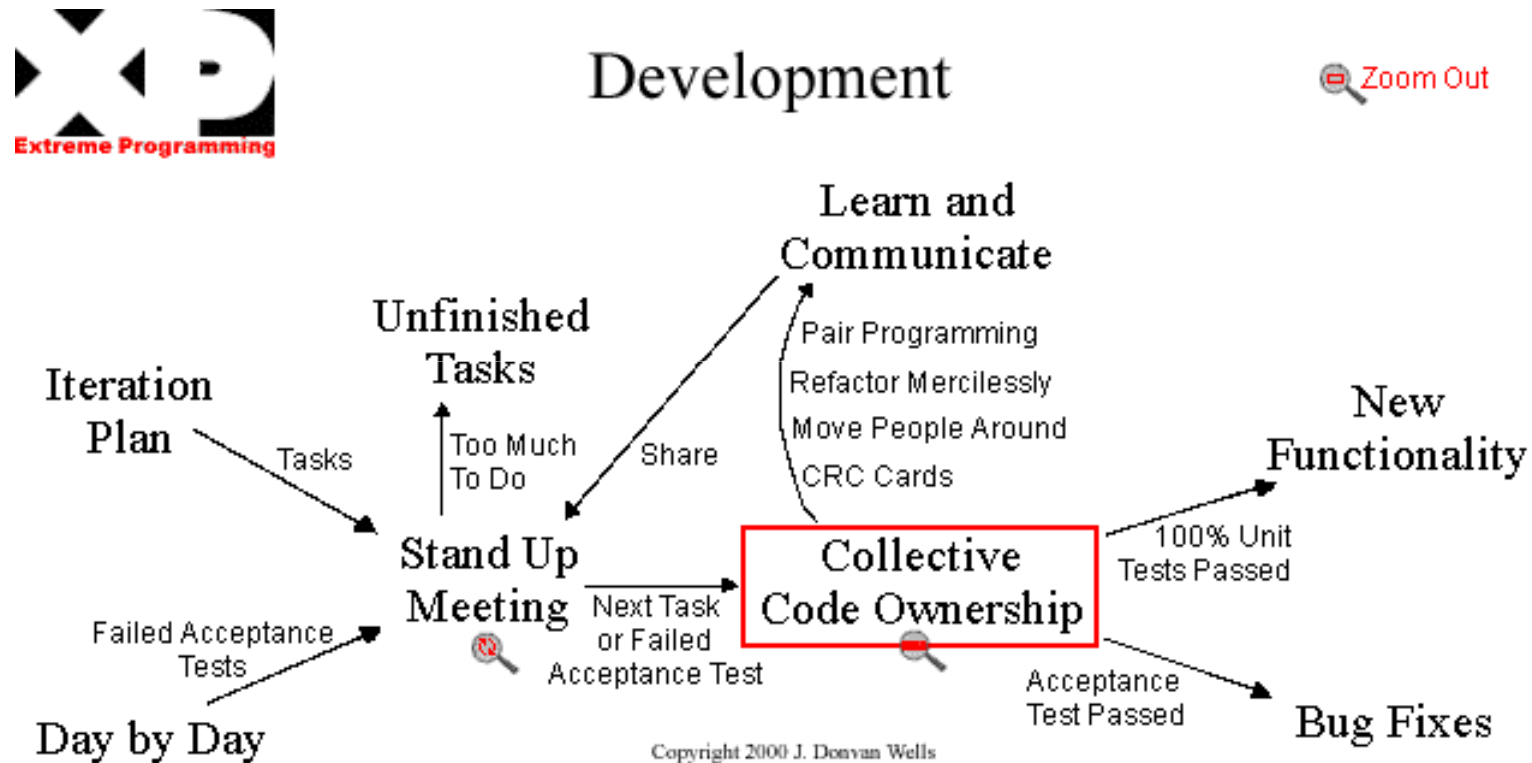 XP
Extreme Programming
Development
Zoom Out
Learn and
Communicate
Unfinished
Tasks
Pair Programming
Refactor Mercilessly
Move People Around
CRC Cards
Iteration
Plan
Tasks
Too Much
To Do
Share
New
Functionality
Stand Up
Meeting
Next Task
or Failed
Acceptance Test
Collective
Code Ownership
100% Unit
Tests Passed
Failed Acceptance
Tests
Day by Day
Acceptance
Test Passed
Bug Fixes
Copyright 2000 J. Donvan Wells